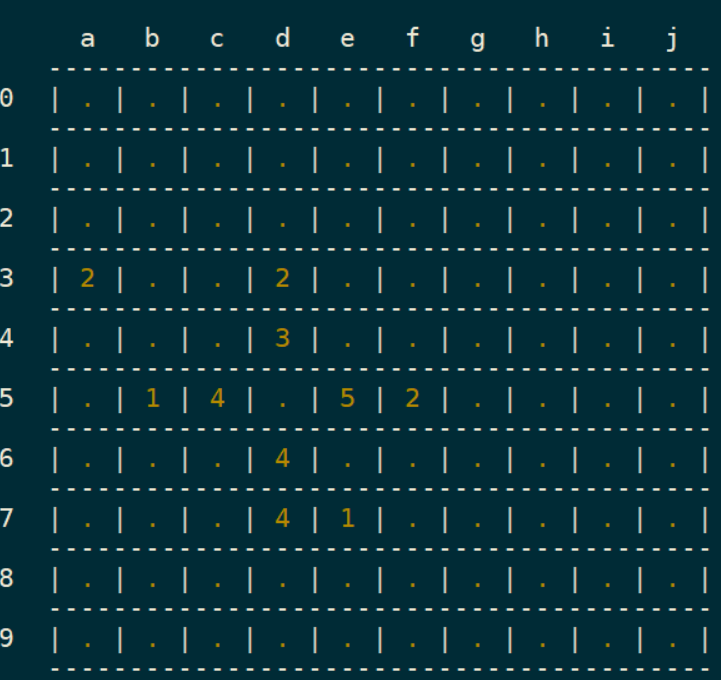 a b c d e f g h i j
-----------------------------------------
0 | . | . | . | . | . | . | . | . | . | . |
-----------------------------------------
1 | . | . | . | . | . | . | . | . | . | . |
-----------------------------------------
2 | . | . | . | . | . | . | . | . | . | . |
-----------------------------------------
3 | 2 | . | . | 2 | . | . | . | . | . | . |
-----------------------------------------
4 | . | . | . | 3 | . | . | . | . | . | . |
-----------------------------------------
5 | . | 1 | 4 | . | 5 | 2 | . | . | . | . |
-----------------------------------------
6 | . | . | . | 4 | . | . | . | . | . | . |
-----------------------------------------
7 | . | . | . | 4 | 1 | . | . | . | . | . |
-----------------------------------------
8 | . | . | . | . | . | . | . | . | . | . |
-----------------------------------------
9 | . | . | . | . | . | . | . | . | . | . |
-----------------------------------------